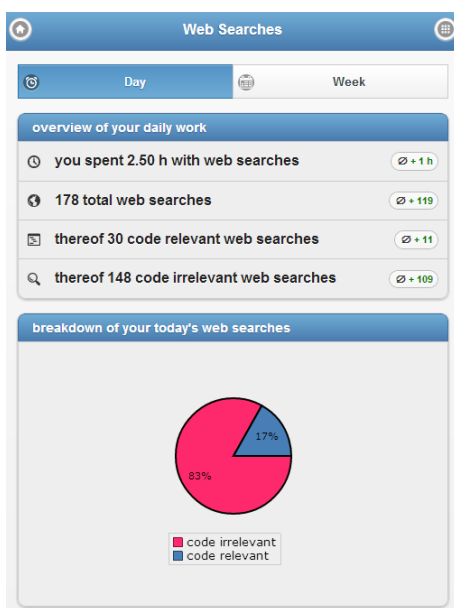 Web Searches
Day
Week
overview of your daily work
you spent 2.50 h with web searches
Ø + 1 h
178 total web searches
Ø + 119
thereof 30 code relevant web searches
Ø + 11
thereof 148 code irrelevant web searches
Ø + 109
breakdown of your today's web searches
17%
83%
code irrelevant
code relevant